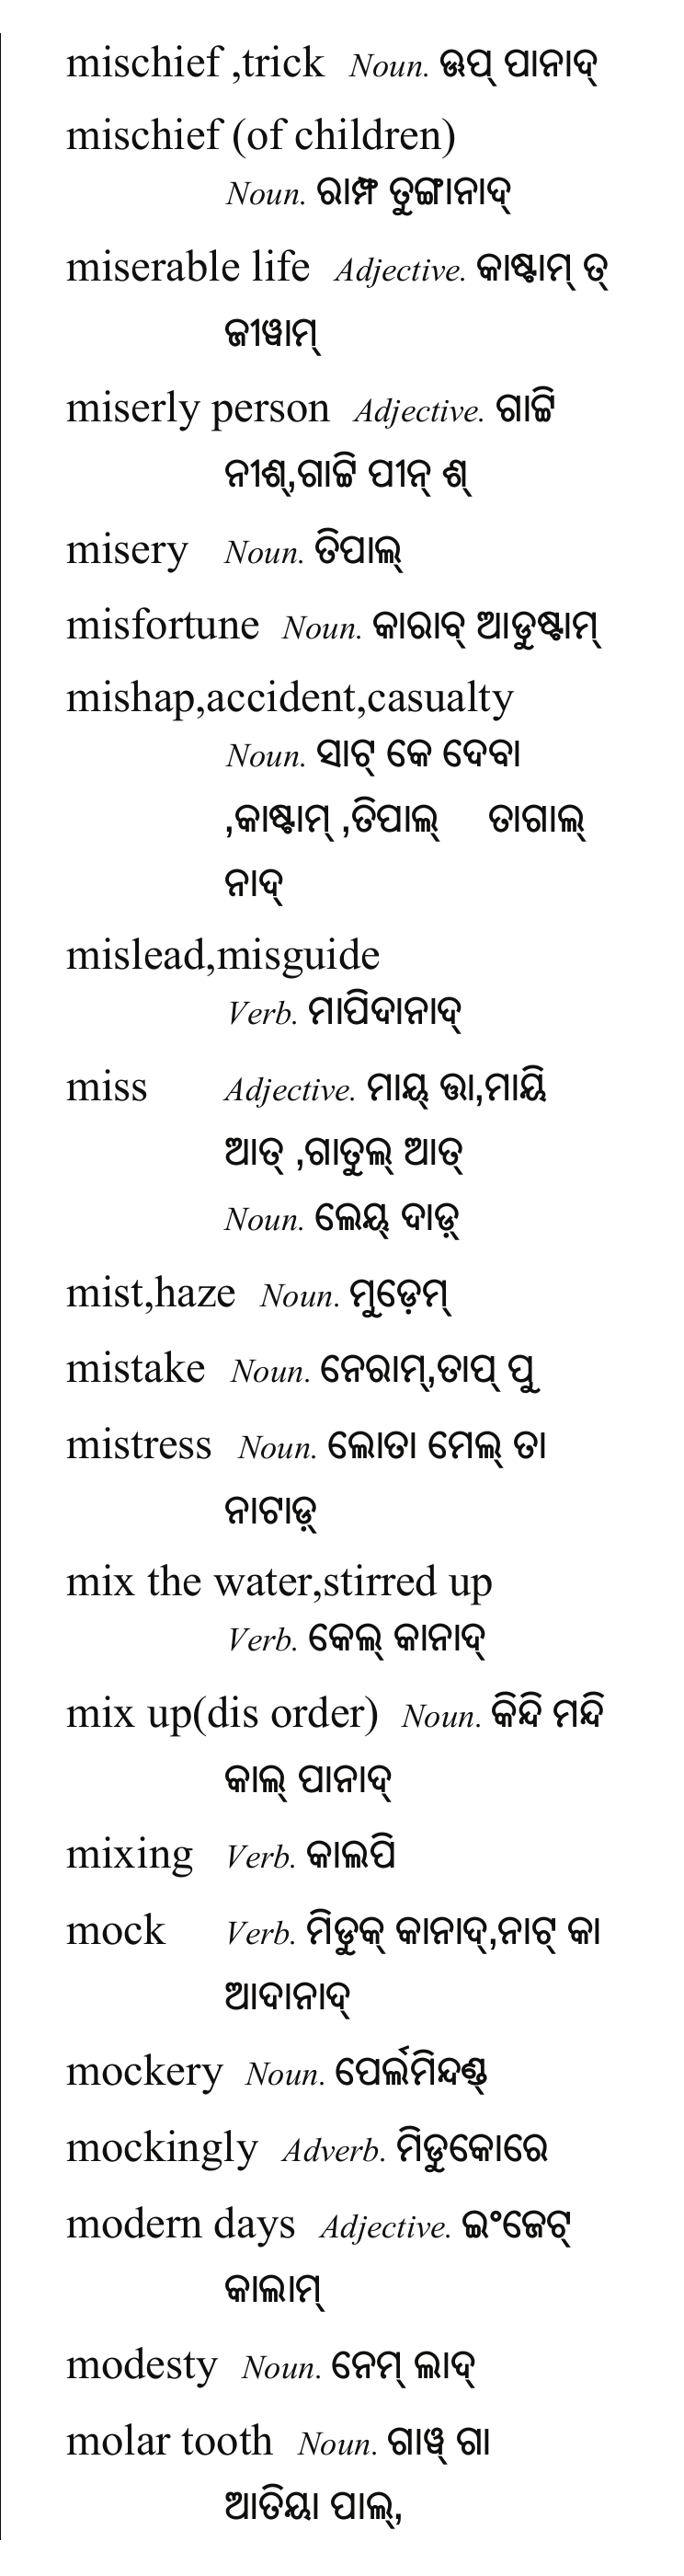 mischief ,trick Noun. ଊପ୍ ପାନାଦ୍
mischief (of children)
Noun. ରାମ୍ଫ ତୁଙ୍ଗାନାଦ୍
miserable life Adjective. କାଷ୍ଟାମ୍ ତ୍
ଜୀୱାମ୍
miserly person Adjective. ଗାଟ୍ଟି
ନୀଶ୍,ଗାଟ୍ଟି ପୀନ୍ ଶ୍
misery Noun. ତିପାଲ୍
misfortune Noun. କାରାବ୍ ଆଡୁଷ୍ଟାମ୍
mishap,accident,casualty
Noun. ସାଟ୍ କେ ଦେବା
,କାଷ୍ଟାମ୍ ,ତିପାଲ୍ ତାଗାଲ୍
ନାଦ୍
mislead,misguide
Verb. ମାପିଦାନାଦ୍
miss Adjective. ମାୟ୍ ତ୍ତା,ମାୟି
ଆତ୍ ,ଗାତୁଲ୍ ଆତ୍
Noun. ଲେୟ୍ ଦାଡ଼୍
mist,haze Noun. ମୁଡ଼େମ୍
mistake Noun. ନେରାମ୍,ତାପ୍ ପୁ
mistress Noun. ଲୋତା ମେଲ୍ ତା
ନାଟାଡ଼୍
mix the water,stirred up
Verb. କେଲ୍ କାନାଦ୍
mix up(dis order) Noun. କିନ୍ଦି ମନ୍ଦି
କାଲ୍ ପାନାଦ୍
mixing Verb. କାଲପି
mock Verb. ମିଡୁକ୍ କାନାଦ୍,ନାଟ୍ କା
ଆଦାନାଦ୍
mockery Noun. ପେର୍ଲମିନ୍ଦଣ୍ଡ୍
mockingly Adverb. ମିଡୁକୋରେ
modern days Adjective. ଇଂଜେଟ୍
କାଲାମ୍
modesty Noun. ନେମ୍ ଲାଦ୍
molar tooth Noun. ଗାୱ୍ ଗା
ଆତିୟା ପାଲ୍,